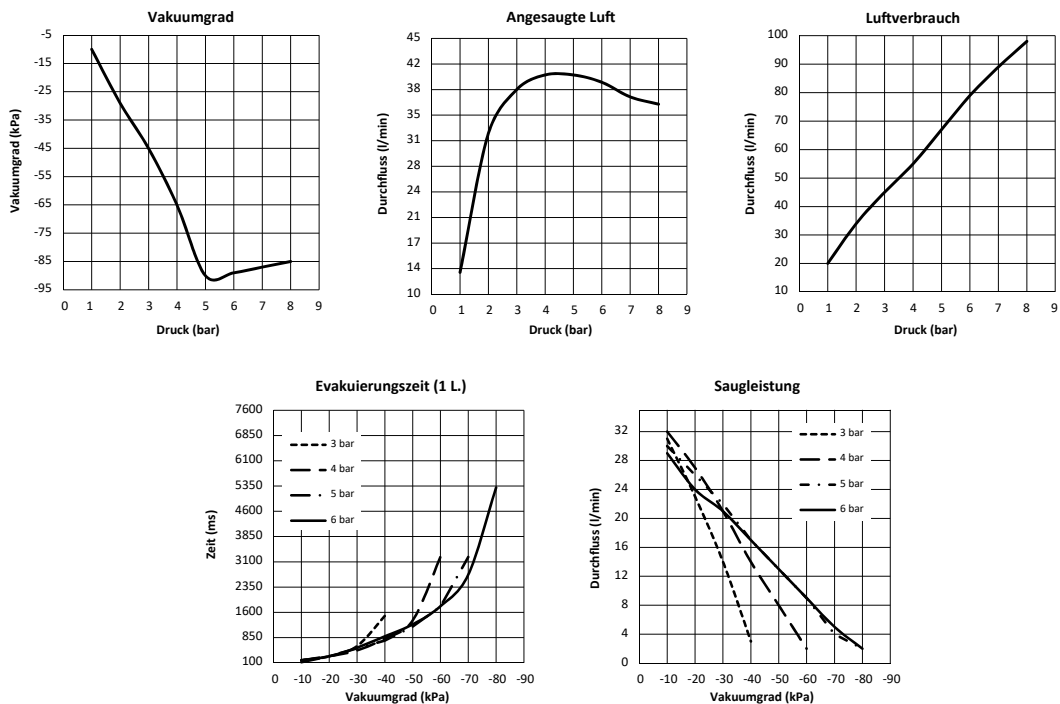 Vakuumgrad
Vakuumgrad (kPa)
-5
-15
-25
-35
-45
-55
-65
-75
-85
-95
0 1 2 3 4 5 6 7 8 9
Druck (bar)
Angesaugte Luft
Durchfluss (l/min)
45
42
38
35
31
28
24
21
17
14
10
0 1 2 3 4 5 6 7 8 9
Druck (bar)
Luftverbrauch
Durchfluss (l/min)
100
90
80
70
60
50
40
30
20
10
0 1 2 3 4 5 6 7 8 9
Druck (bar)
Evakuierungszeit (1 L.)
Zeit (ms)
7600
6850
6100
5350
4600
3850
3100
2350
1600
850
100
3 bar
4 bar
5 bar
6 bar
0 -10 -20 -30 -40 -50 -60 -70 -80 -90
Vakuumgrad (kPa)
Saugleistung
Durchfluss (l/min)
32
28
24
20
16
12
8
4
0
3 bar
4 bar
5 bar
6 bar
0 -10 -20 -30 -40 -50 -60 -70 -80 -90
Vakuumgrad (kPa)